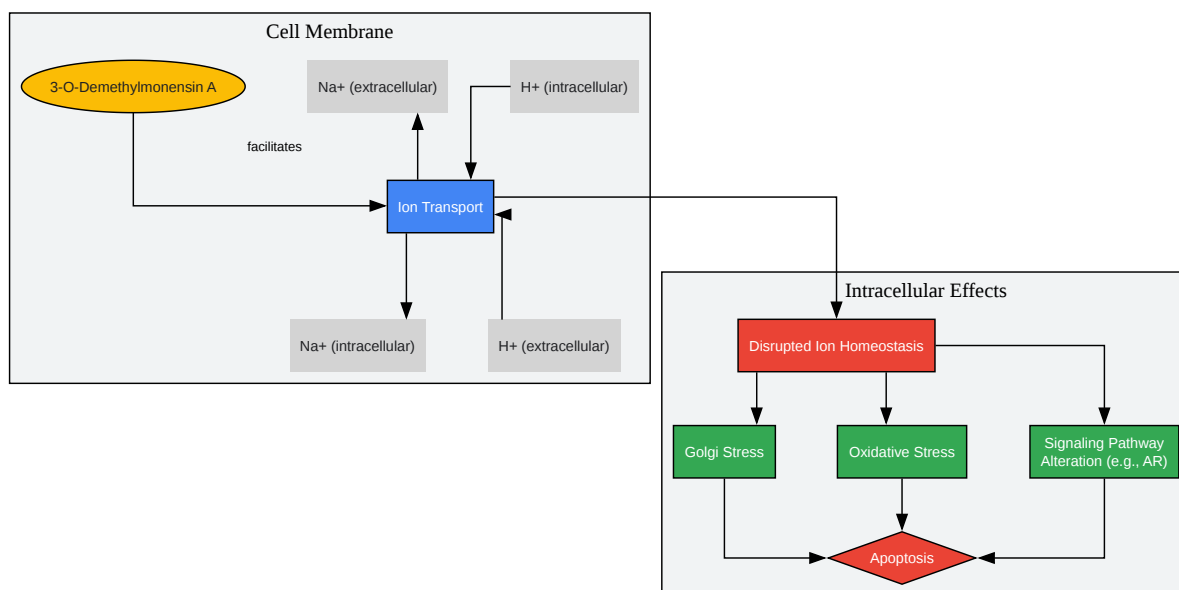 Cell Membrane
3-O-Demethylmonensin A
Na+ (extracellular)
H+ (intracellular)
facilitates
Ion Transport
Na+ (intracellular)
H+ (extracellular)
Intracellular Effects
Disrupted Ion Homeostasis
Golgi Stress
Oxidative Stress
Signaling Pathway
Alteration (e.g., AR)
Apoptosis